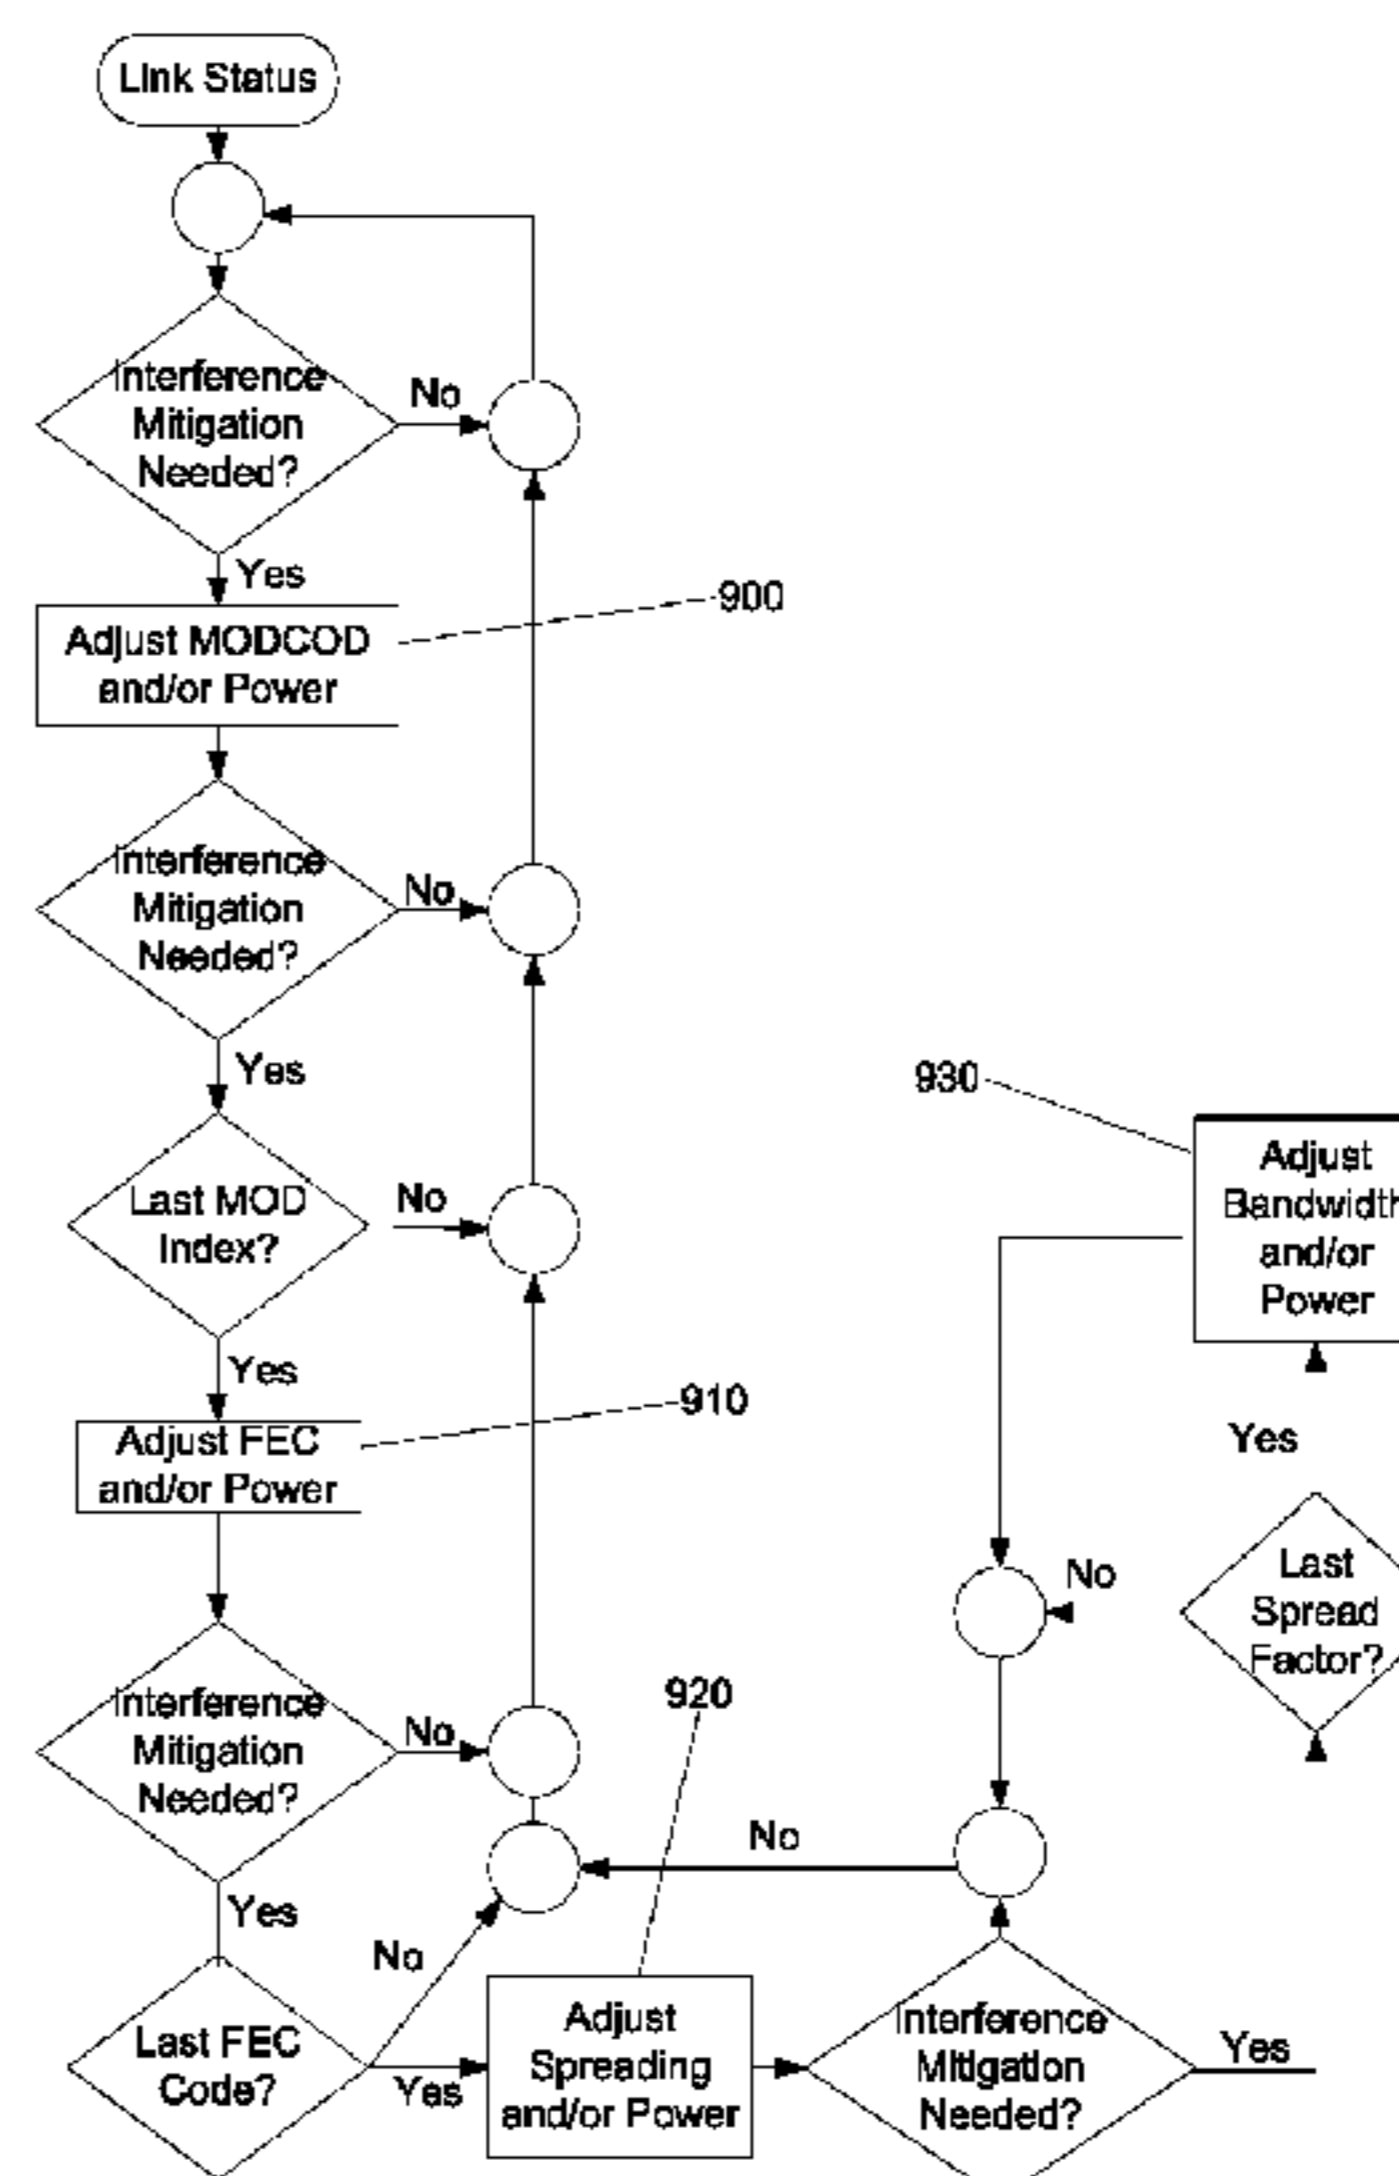 Link Status
Interference
Mitigation
Needed?
No
Yes
900
Adjust MODCOD
and/or Power
Interference
Mitigation
Needed?
No
Yes
Last MOD
Index?
No
Yes
910
Adjust FEC
and/or Power
Interference
Mitigation
Needed?
No
Yes
Last FEC
Code?
No
Yes
920
Adjust
Spreading
and/or Power
Interference
Mitigation
Needed?
No
Yes
Last
Spread
Factor?
No
Yes
930
Adjust
Bandwidth
and/or
Power